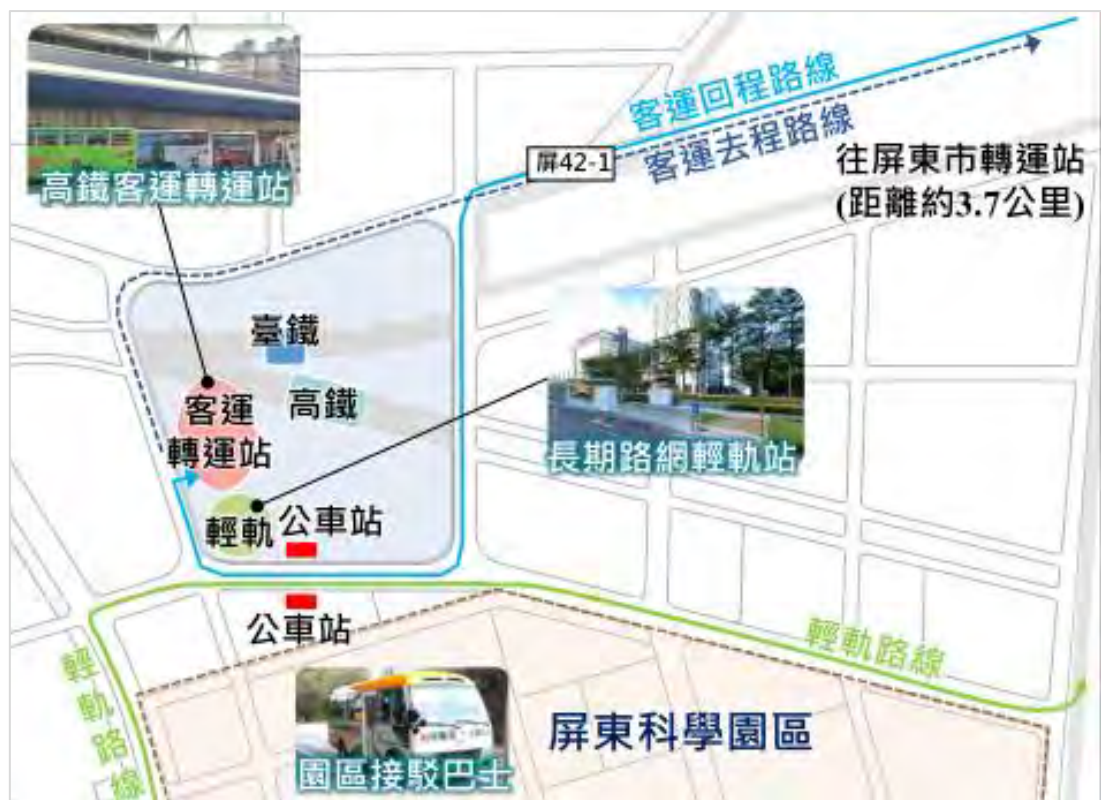 高鐵客運轉運站
客運回程路線
客運去程路線
屏42-1
往屏東市轉運站
(距離約3.7公里)
臺鐵
高鐵
客運
轉運站
長期路網輕軌站
輕軌
公車站
公車站
輕軌路線
輕軌路線
屏東科學園區
園區接駁巴士